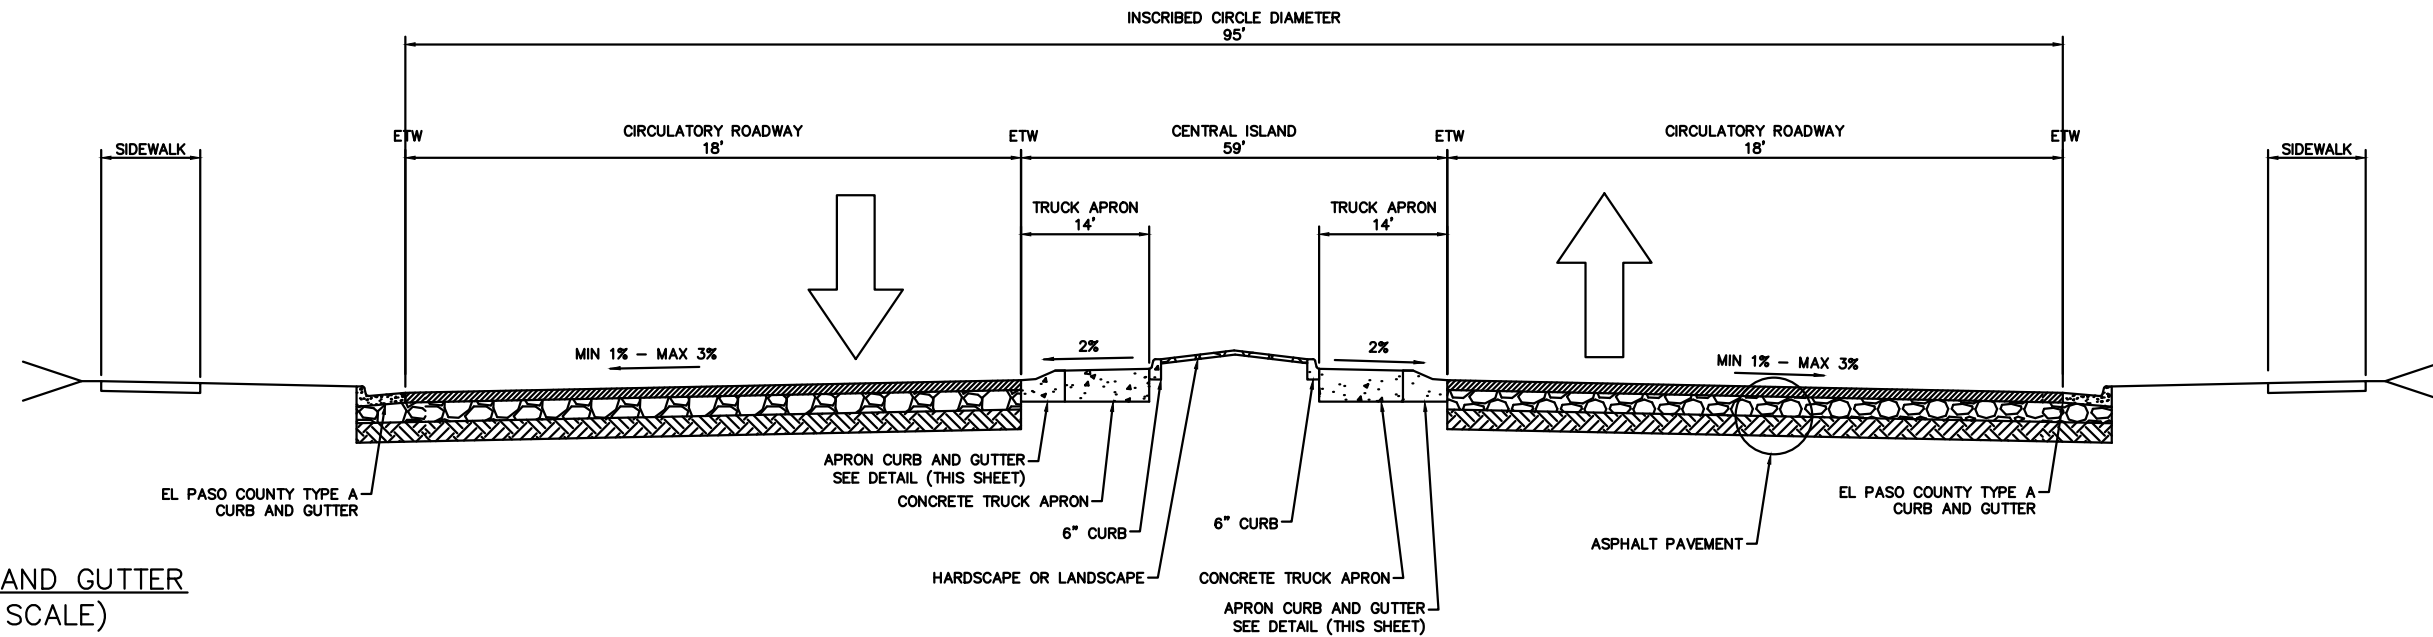 INSCRIBED CIRCLE DIAMETER
95'
ETW
CIRCULATORY ROADWAY
18'
ETW
CENTRAL ISLAND
59'
ETW
CIRCULATORY ROADWAY
18'
ETW
SIDEWALK
SIDEWALK
TRUCK APRON
14'
TRUCK APRON
14'
MIN 1% - MAX 3%
2%
2%
MIN 1% - MAX 3%
APRON CURB AND GUTTER
SEE DETAIL (THIS SHEET)
EL PASO COUNTY TYPE A
CURB AND GUTTER
CONCRETE TRUCK APRON
6" CURB
6" CURB
EL PASO COUNTY TYPE A
CURB AND GUTTER
ASPHALT PAVEMENT
HARDSCAPE OR LANDSCAPE
CONCRETE TRUCK APRON
APRON CURB AND GUTTER
SEE DETAIL (THIS SHEET)
AND GUTTER
SCALE)